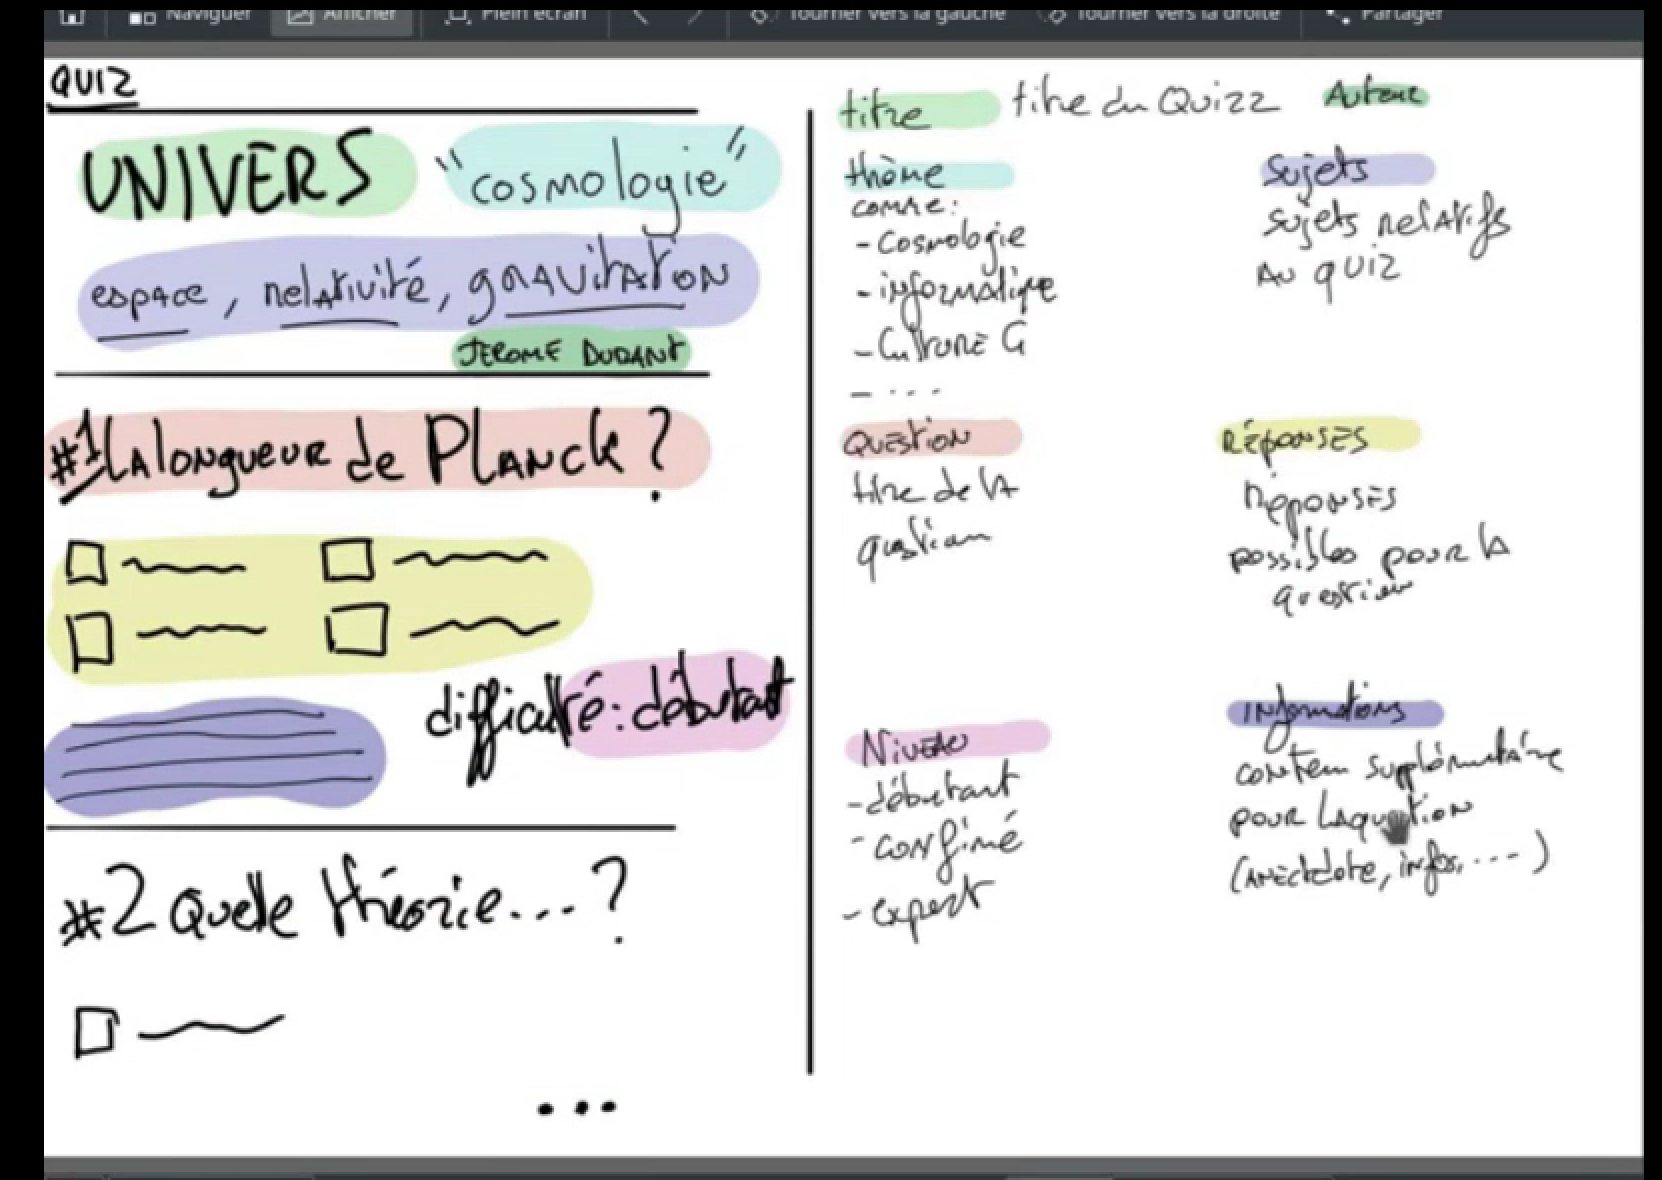 Naviguer Afficher Plein écran Tourner vers la gauche Tourner vers la droite Partager
QUIZ
UNIVERS "cosmologie"
espace, relativité, gravitation
JEROME DURANT
#1 La longueur de Planck ?
difficulté : débutant
#2 Quelle théorie...?
...
titre titre du Quizz Auteur
thème
comme :
- Cosmologie
- informatique
- Culture G
- ...
Sujets
sujets relatifs
au quiz
Question
titre de la
question
RÉPONSES
Réponses
possibles pour la
question
Niveau
- débutant
- confirmé
- expert
Informations
contenu supplémentaire
pour la question
(anecdote, infos, ...)